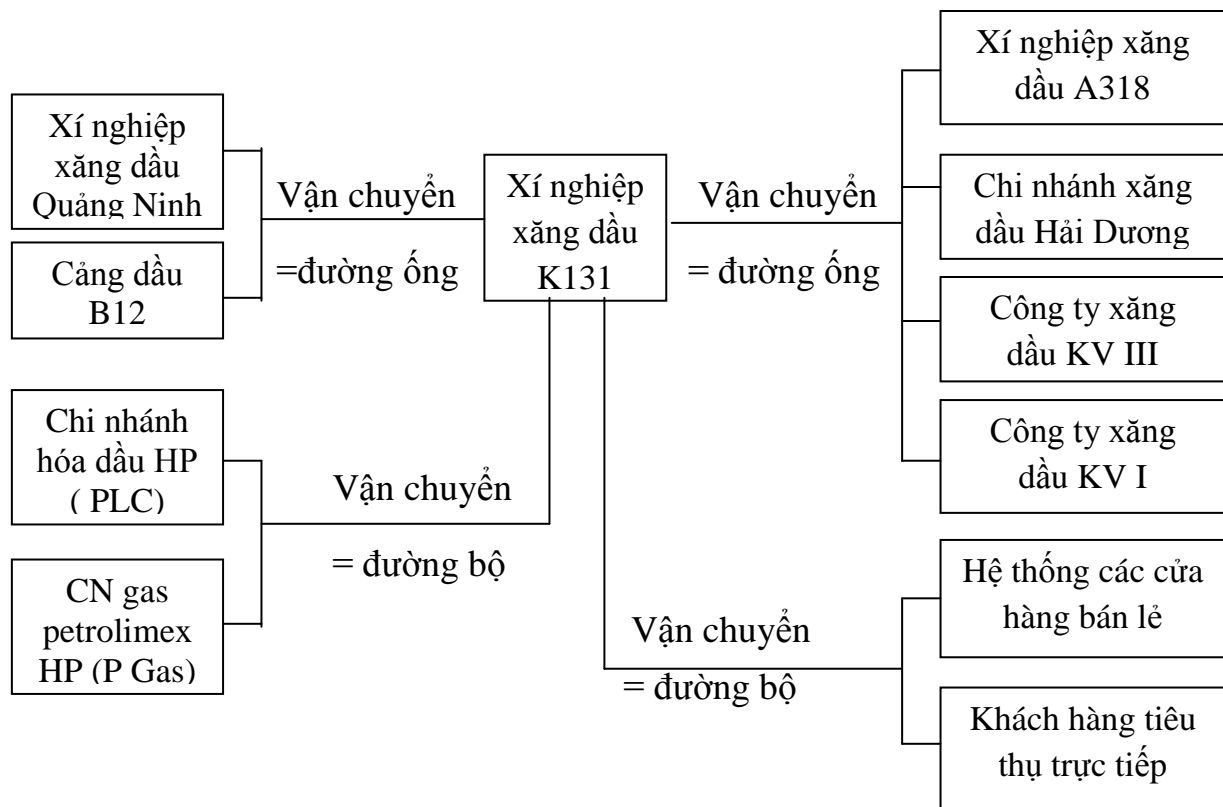 Xí nghiệp
xăng dầu
Quảng Ninh
Cảng dầu
B12
Vận chuyển
=đường ống
Chi nhánh
hóa dầu HP
( PLC)
CN gas
petrolimex
HP (P Gas)
Vận chuyển
= đường bộ
Xí nghiệp
xăng dầu
K131
Vận chuyển
= đường ống
Xí nghiệp xăng
dầu A318
Chi nhánh xăng
dầu Hải Dương
Công ty xăng
dầu KV III
Công ty xăng
dầu KV I
Vận chuyển
= đường bộ
Hệ thống các cửa
hàng bán lẻ
Khách hàng tiêu
thụ trực tiếp